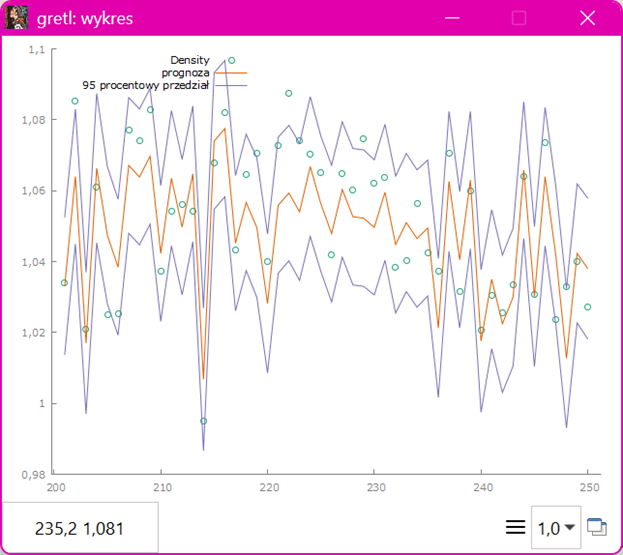 gretl: wykres
1,1
1,08
1,06
1,04
1,02
1
0,98
Density
prognoza
95 procentowy przedział
200 210 220 230 240 250
235,2 1,081
1,0